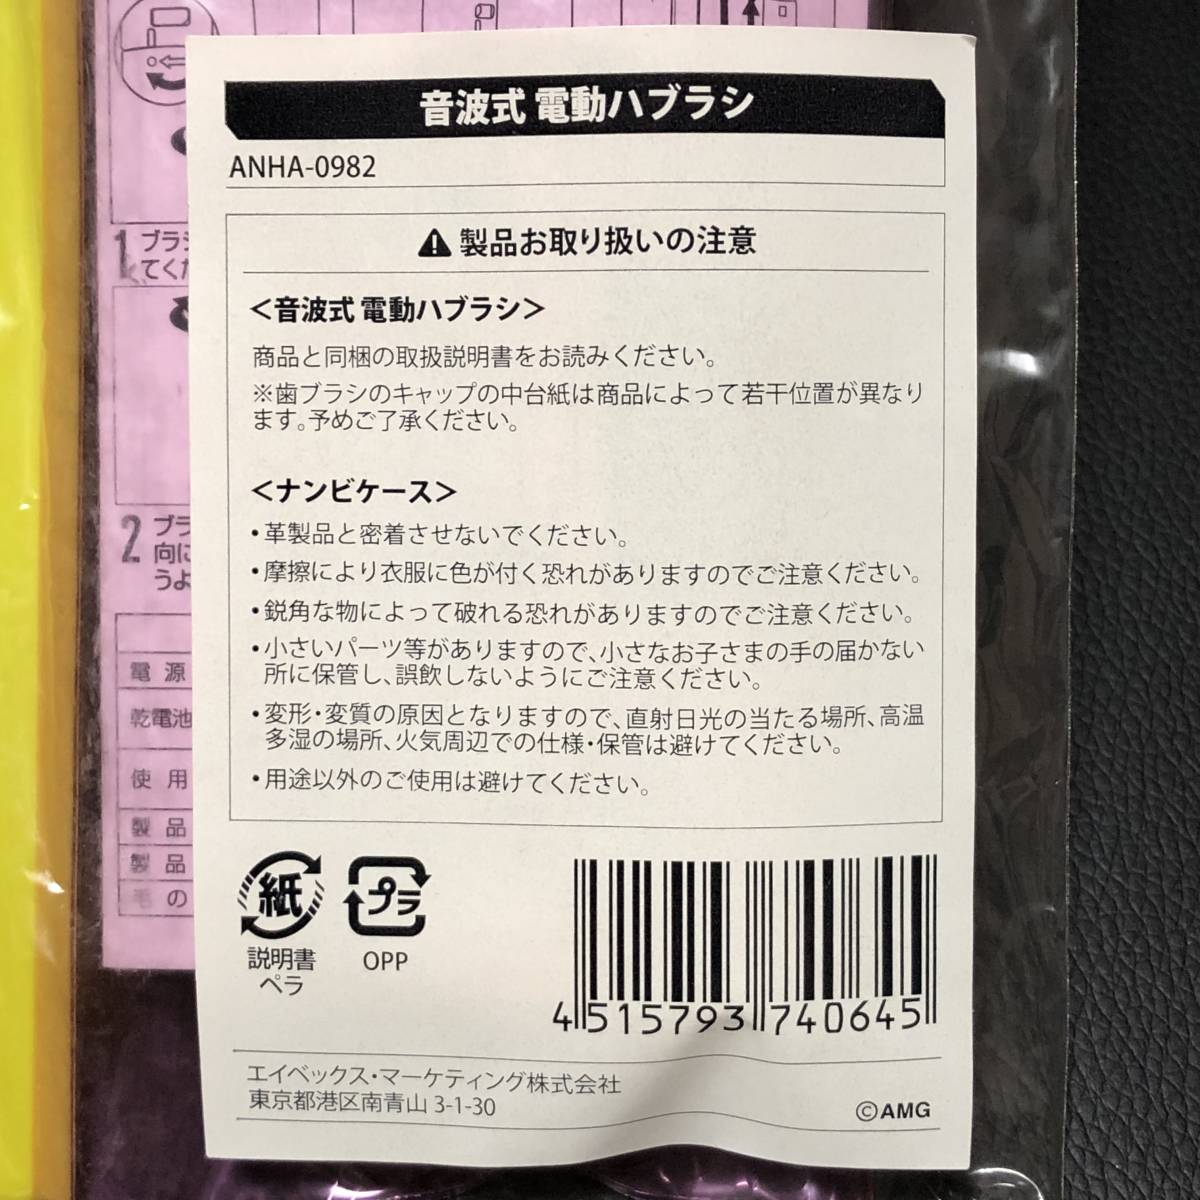 音波式 電動ハブラシ
ANHA-0982
製品お取り扱いの注意
＜音波式 電動ハブラシ＞
商品と同梱の取扱説明書をお読みください。
※歯ブラシのキャップの中台紙は商品によって若干位置が異なり
ます。予めご了承ください。
＜ナンビケース＞
・革製品と密着させないでください。
・摩擦により衣服に色が付く恐れがありますのでご注意ください。
・鋭角な物によって破れる恐れがありますのでご注意ください。
・小さいパーツ等がありますので、小さなお子さまの手の届かない
所に保管し、誤飲しないようにご注意ください。
・変形・変質の原因となりますので、直射日光の当たる場所、高温
多湿の場所、火気周辺での仕様・保管は避けてください。
・用途以外のご使用は避けてください。
紙
説明書
ペラ
プラ
OPP
4 515793 740645
エイベックス・マーケティング株式会社
東京都港区南青山 3-1-30
©AMG
1 ブラシ
てくだ
2 ブラ
向に
うよ
電源
乾電池
使用
製品
製品
毛の